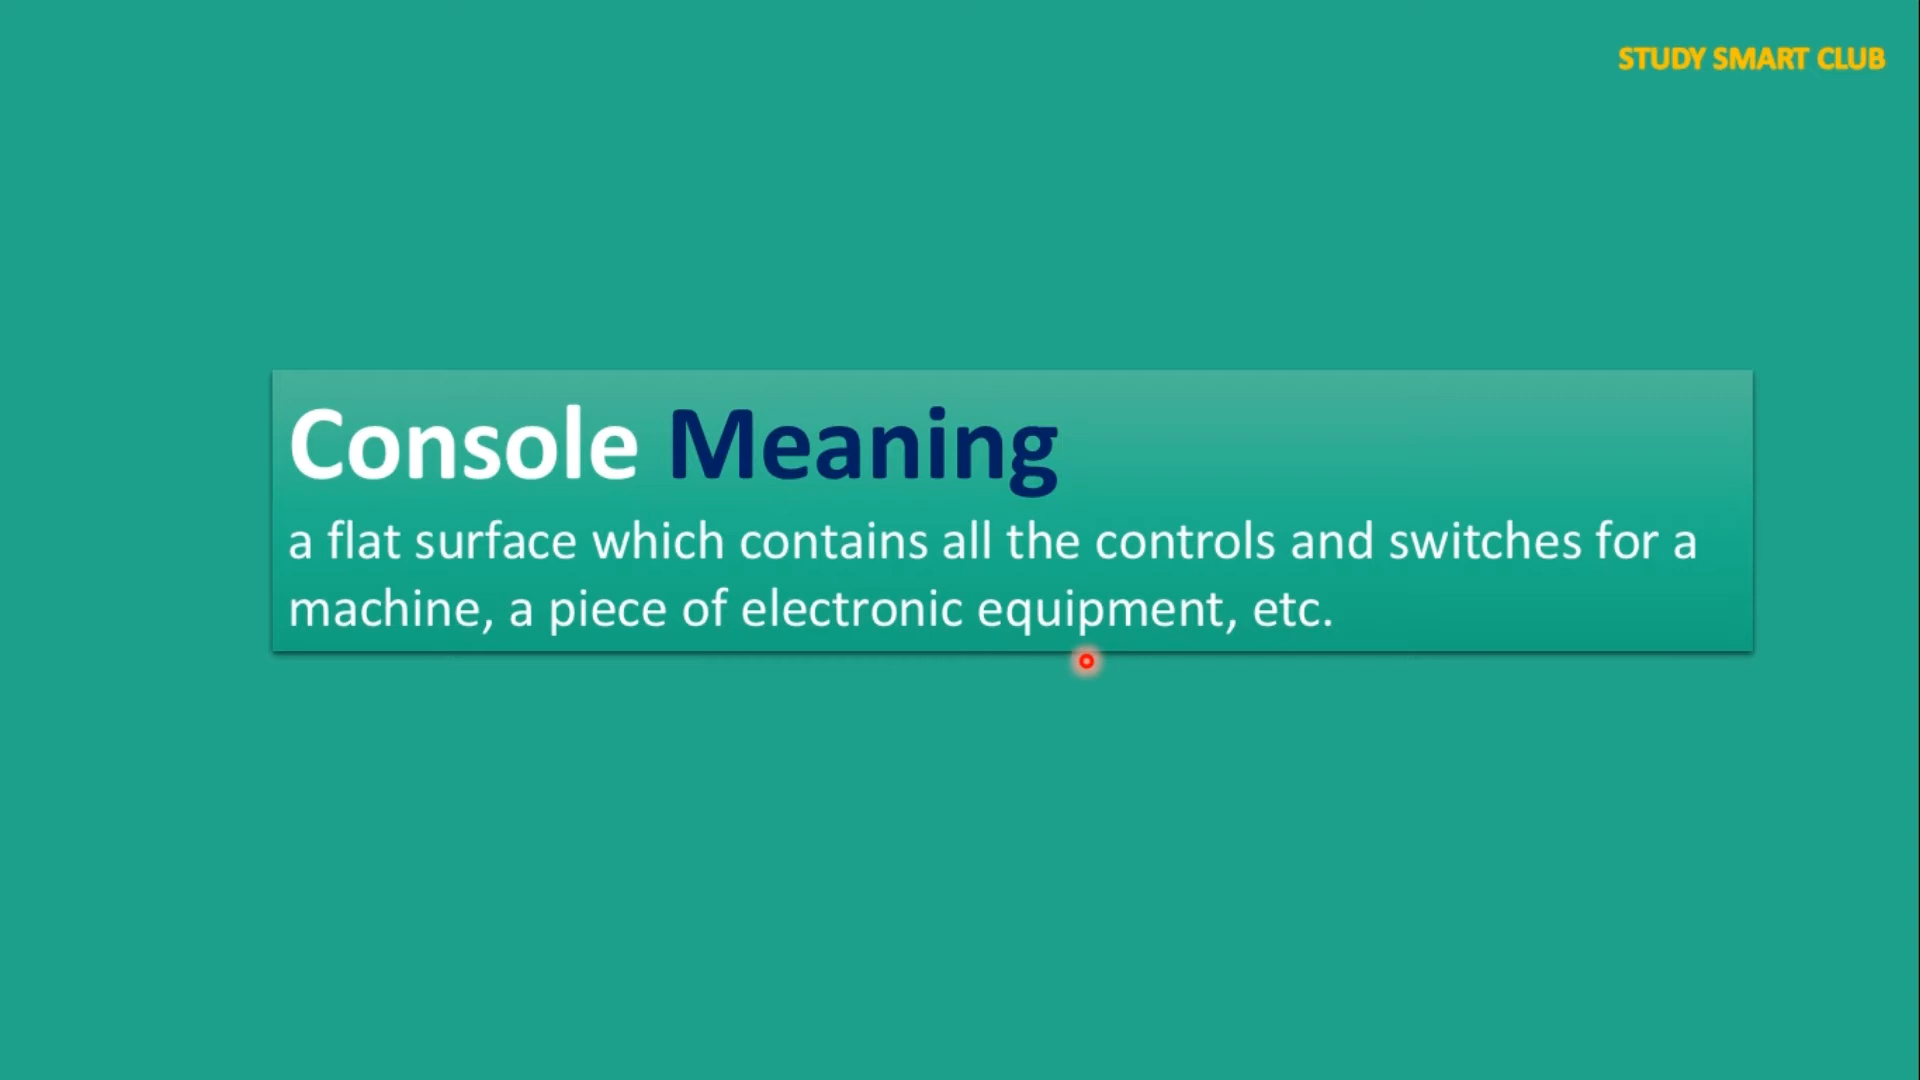 STUDY SMART CLUB
Console Meaning
a flat surface which contains all the controls and switches for a
machine, a piece of electronic equipment, etc.